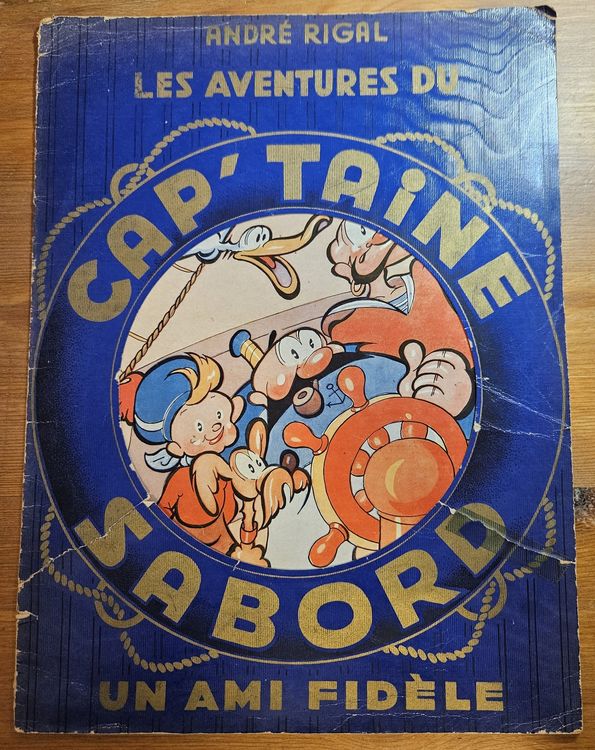 ANDRÉ RIGAL
LES AVENTURES DU
CAP'TAiNE
SABORD
UN AMI FIDÈLE